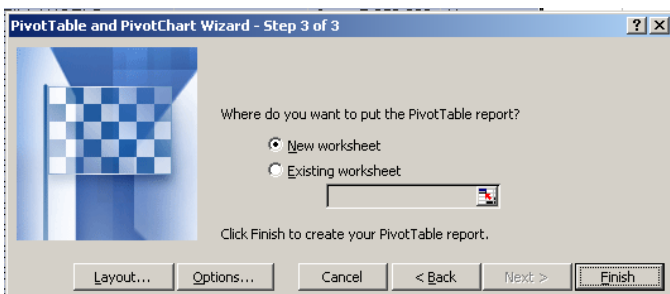 PivotTable and PivotChart Wizard - Step 3 of 3
Where do you want to put the PivotTable report?
New worksheet
Existing worksheet
Click Finish to create your PivotTable report.
Layout... Options... Cancel < Back Next > Finish